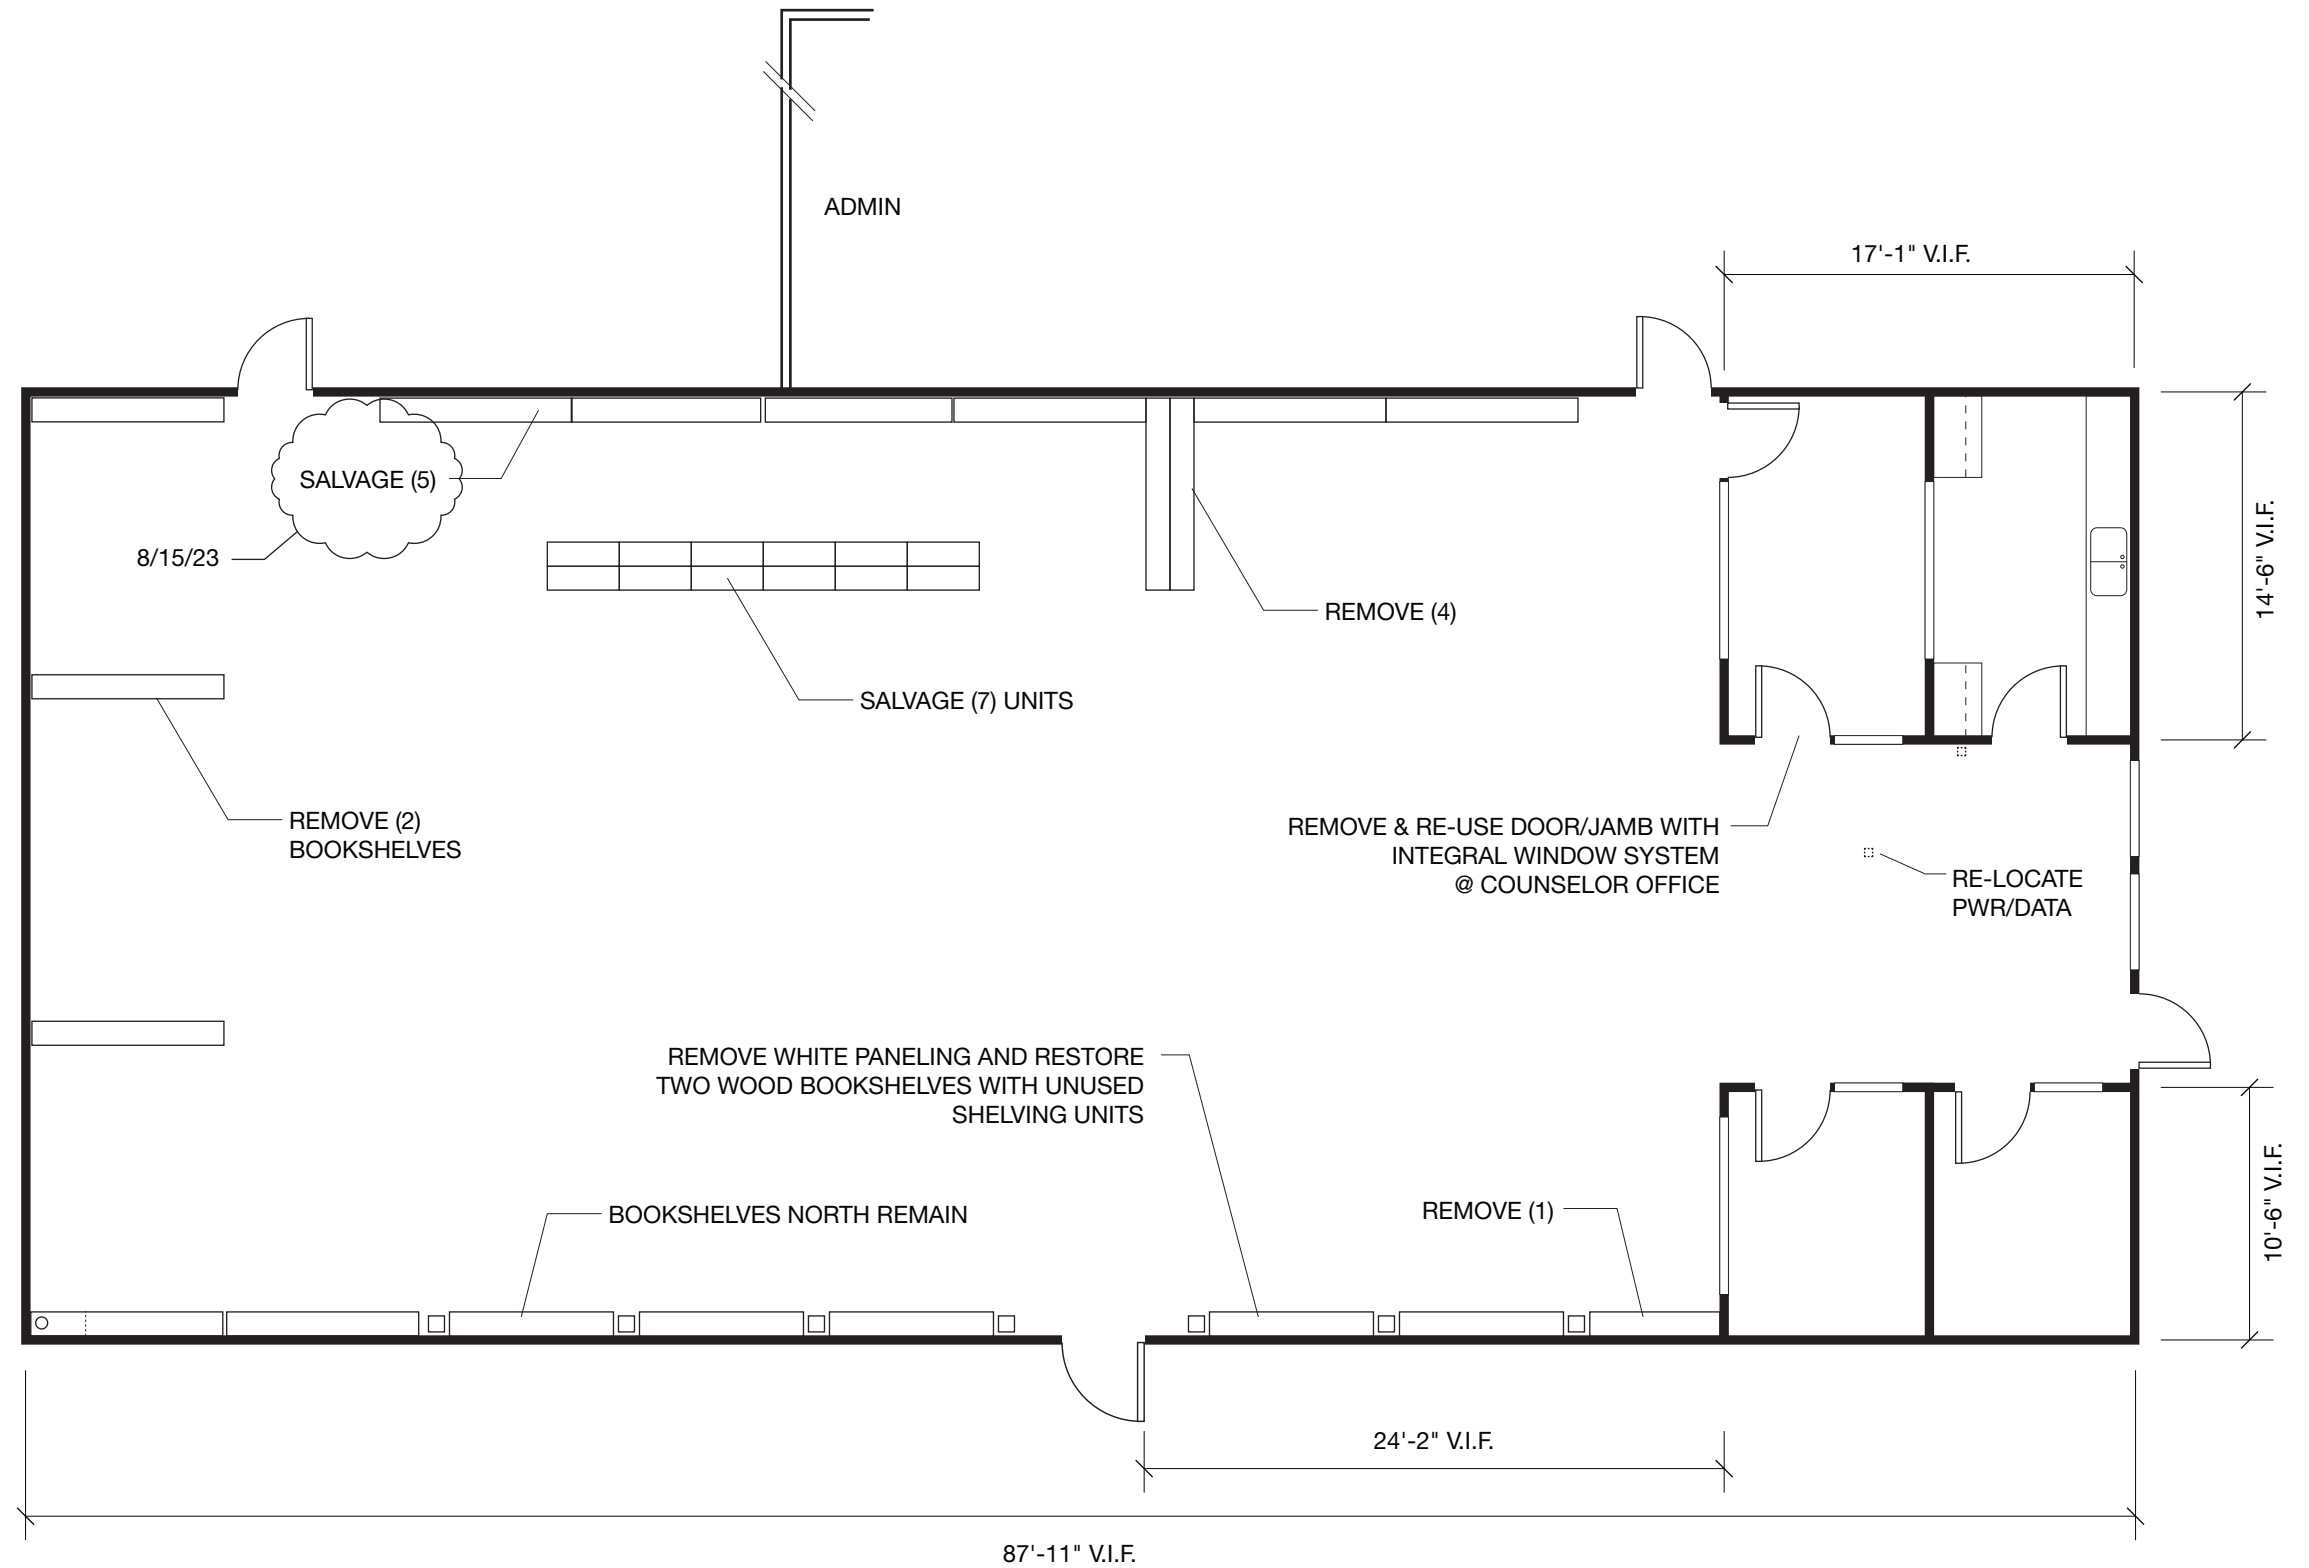 ADMIN
17'-1" V.I.F.
SALVAGE (5)
8/15/23
14'-6" V.I.F.
REMOVE (4)
SALVAGE (7) UNITS
REMOVE (2)
BOOKSHELVES
REMOVE & RE-USE DOOR/JAMB WITH
INTEGRAL WINDOW SYSTEM
@ COUNSELOR OFFICE
RE-LOCATE
PWR/DATA
REMOVE WHITE PANELING AND RESTORE
TWO WOOD BOOKSHELVES WITH UNUSED
SHELVING UNITS
BOOKSHELVES NORTH REMAIN
REMOVE (1)
10'-6" V.I.F.
24'-2" V.I.F.
87'-11" V.I.F.